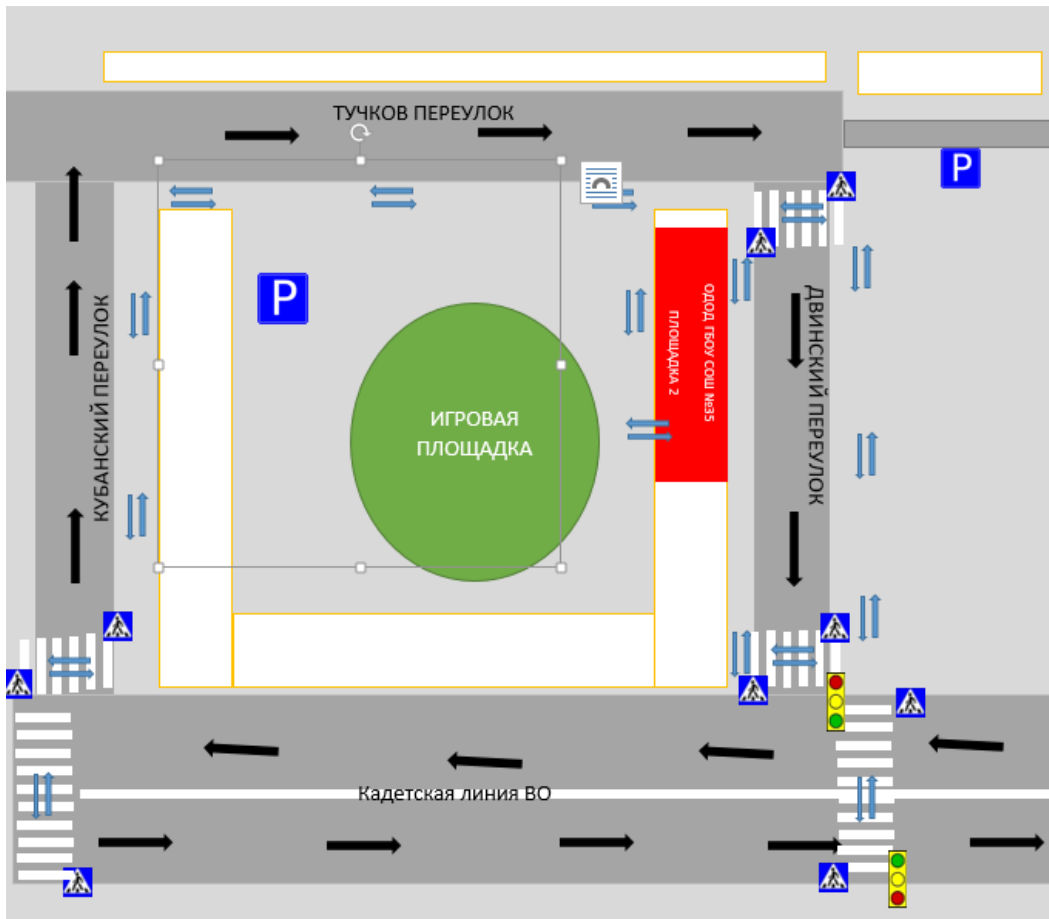 ТУЧКОВ ПЕРЕУЛОК
P
P
КУБАНСКИЙ ПЕРЕУЛОК
ОДОД ГБОУ СОШ №35
ПЛОЩАДКА 2
ДВИНСКИЙ ПЕРЕУЛОК
ИГРОВАЯ
ПЛОЩАДКА
Кадетская линия ВО